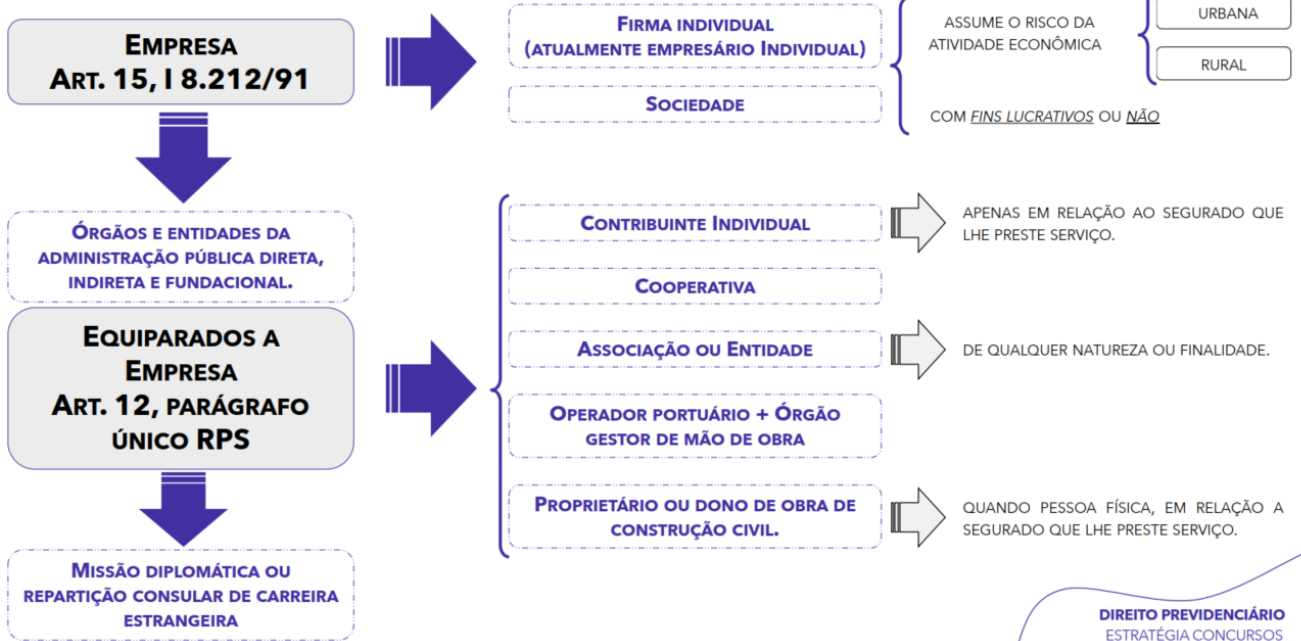 EMPRESA
ART. 15, I 8.212/91
FIRMA INDIVIDUAL
(ATUALMENTE EMPRESÁRIO INDIVIDUAL)
SOCIEDADE
ASSUME O RISCO DA
ATIVIDADE ECONÔMICA
URBANA
RURAL
COM FINS LUCRATIVOS OU NÃO
ÓRGÃOS E ENTIDADES DA
ADMINISTRAÇÃO PÚBLICA DIRETA,
INDIRETA E FUNDACIONAL.
EQUIPARADOS A
EMPRESA
ART. 12, PARÁGRAFO
ÚNICO RPS
CONTRIBUINTE INDIVIDUAL
APENAS EM RELAÇÃO AO SEGURADO QUE
LHE PRESTE SERVIÇO.
COOPERATIVA
ASSOCIAÇÃO OU ENTIDADE
DE QUALQUER NATUREZA OU FINALIDADE.
OPERADOR PORTUÁRIO + ÓRGÃO
GESTOR DE MÃO DE OBRA
PROPRIETÁRIO OU DONO DE OBRA DE
CONSTRUÇÃO CIVIL.
QUANDO PESSOA FÍSICA, EM RELAÇÃO A
SEGURADO QUE LHE PRESTE SERVIÇO.
MISSÃO DIPLOMÁTICA OU
REPARTIÇÃO CONSULAR DE CARREIRA
ESTRANGEIRA
DIREITO PREVIDENCIÁRIO
ESTRATÉGIA CONCURSOS